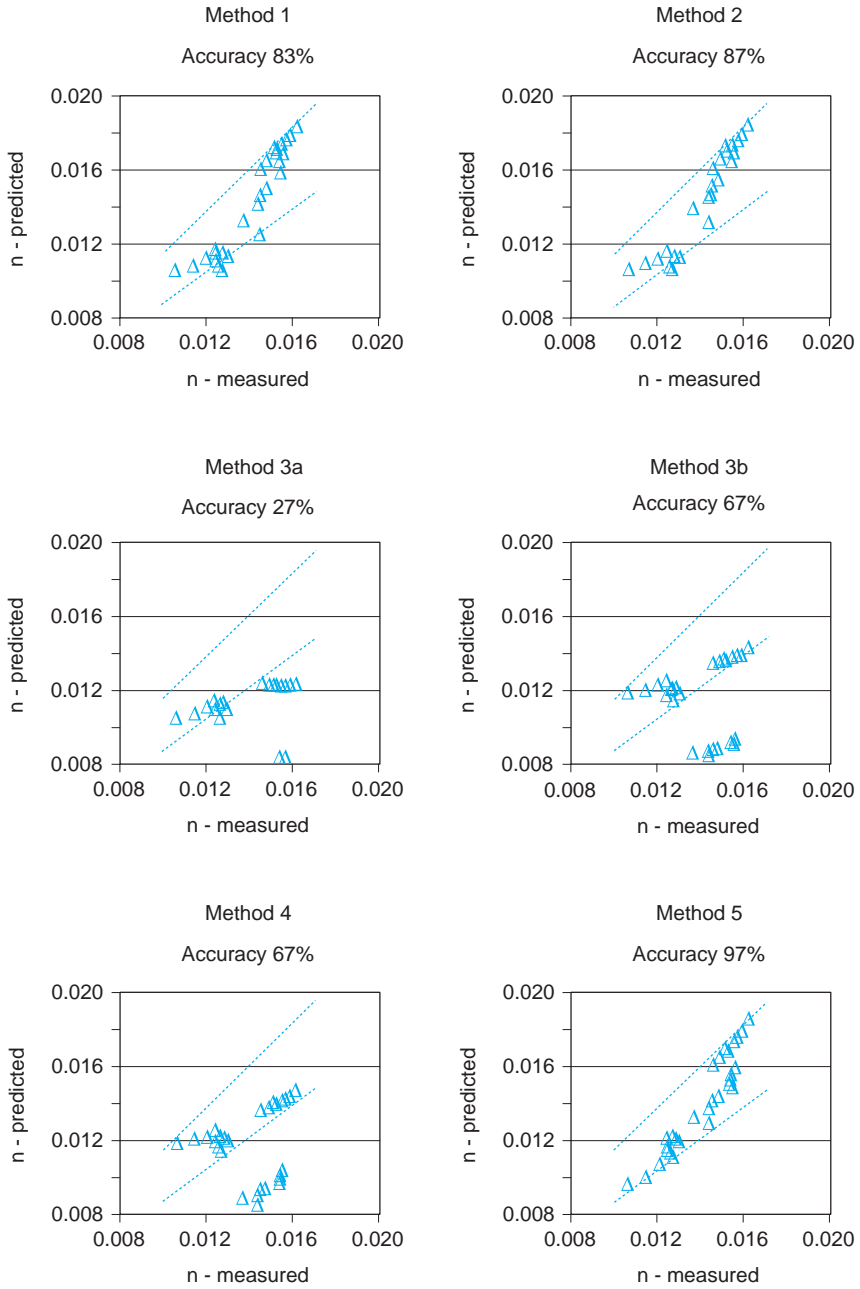 Method 1
Accuracy 83%
0.020
0.016
0.012
0.008
n - predicted
0.008 0.012 0.016 0.020
n - measured
Method 2
Accuracy 87%
0.020
0.016
0.012
0.008
n - predicted
0.008 0.012 0.016 0.020
n - measured
Method 3a
Accuracy 27%
0.020
0.016
0.012
0.008
n - predicted
0.008 0.012 0.016 0.020
n - measured
Method 3b
Accuracy 67%
0.020
0.016
0.012
0.008
n - predicted
0.008 0.012 0.016 0.020
n - measured
Method 4
Accuracy 67%
0.020
0.016
0.012
0.008
n - predicted
0.008 0.012 0.016 0.020
n - measured
Method 5
Accuracy 97%
0.020
0.016
0.012
0.008
n - predicted
0.008 0.012 0.016 0.020
n - measured